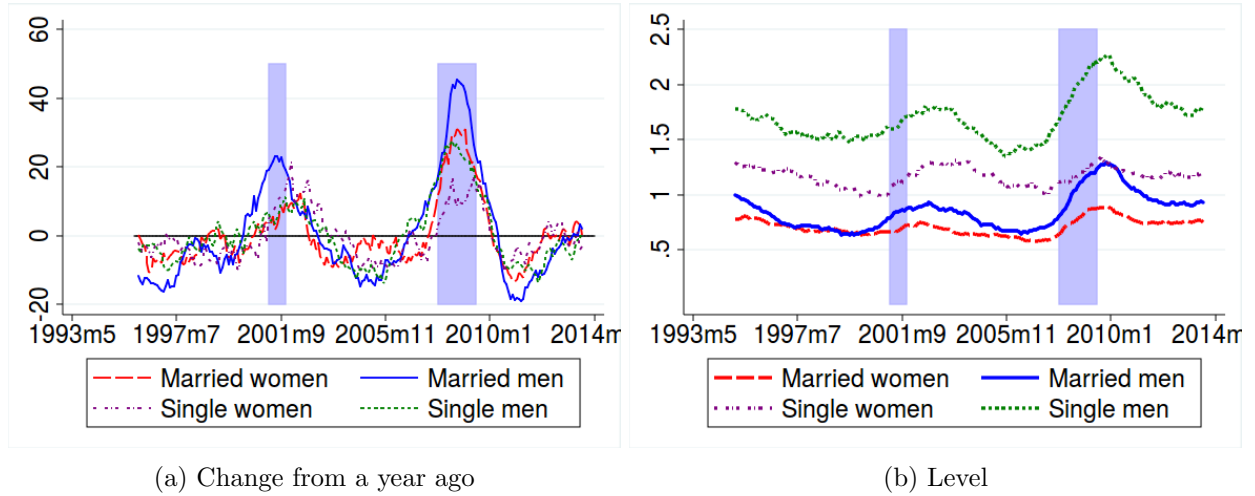 60
40
20
0
-20
1993m5 1997m7 2001m9 2005m11 2010m1 2014m
Married women Married men
Single women Single men
(a) Change from a year ago
2.5
2
1.5
1
.5
1993m5 1997m7 2001m9 2005m11 2010m1 2014m
Married women Married men
Single women Single men
(b) Level